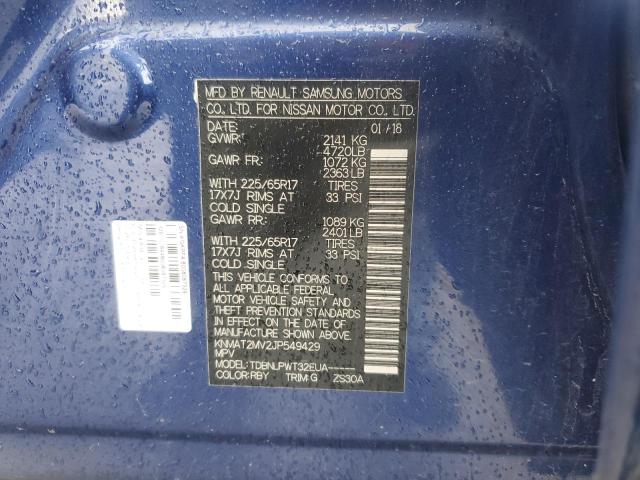 MFD BY RENAULT SAMSUNG MOTORS
CO., LTD. FOR NISSAN MOTOR CO., LTD.
DATE: 01/18
GVWR: 2141 KG
4720LB
GAWR FR: 1072 KG
2363 LB
WITH 225/65R17 TIRES
17X7J RIMS AT 33 PSI
COLD SINGLE
GAWR RR: 1089 KG
2401 LB
WITH 225/65R17 TIRES
17X7J RIMS AT 33 PSI
COLD SINGLE
THIS VEHICLE CONFORMS TO
ALL APPLICABLE FEDERAL
MOTOR VEHICLE SAFETY AND
THEFT PREVENTION STANDARDS
IN EFFECT ON THE DATE OF
MANUFACTURE SHOWN ABOVE
KNMAT2MV2JP549429
MPV
MODEL: TDBNLPWT32EUA-----
COLOR: RBY TRIM: G ZS30A